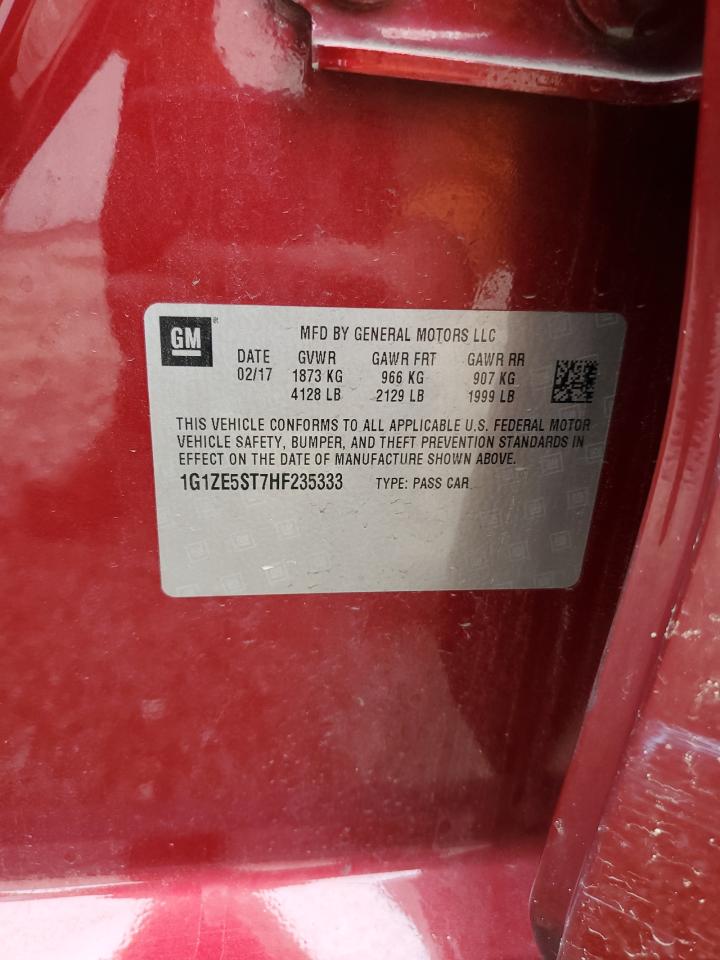 GM
MFD BY GENERAL MOTORS LLC
DATE GVWR GAWR FRT GAWR RR
02/17 1873 KG 966 KG 907 KG
4128 LB 2129 LB 1999 LB
THIS VEHICLE CONFORMS TO ALL APPLICABLE U.S. FEDERAL MOTOR
VEHICLE SAFETY, BUMPER, AND THEFT PREVENTION STANDARDS IN
EFFECT ON THE DATE OF MANUFACTURE SHOWN ABOVE.
1G1ZE5ST7HF235333 TYPE: PASS CAR